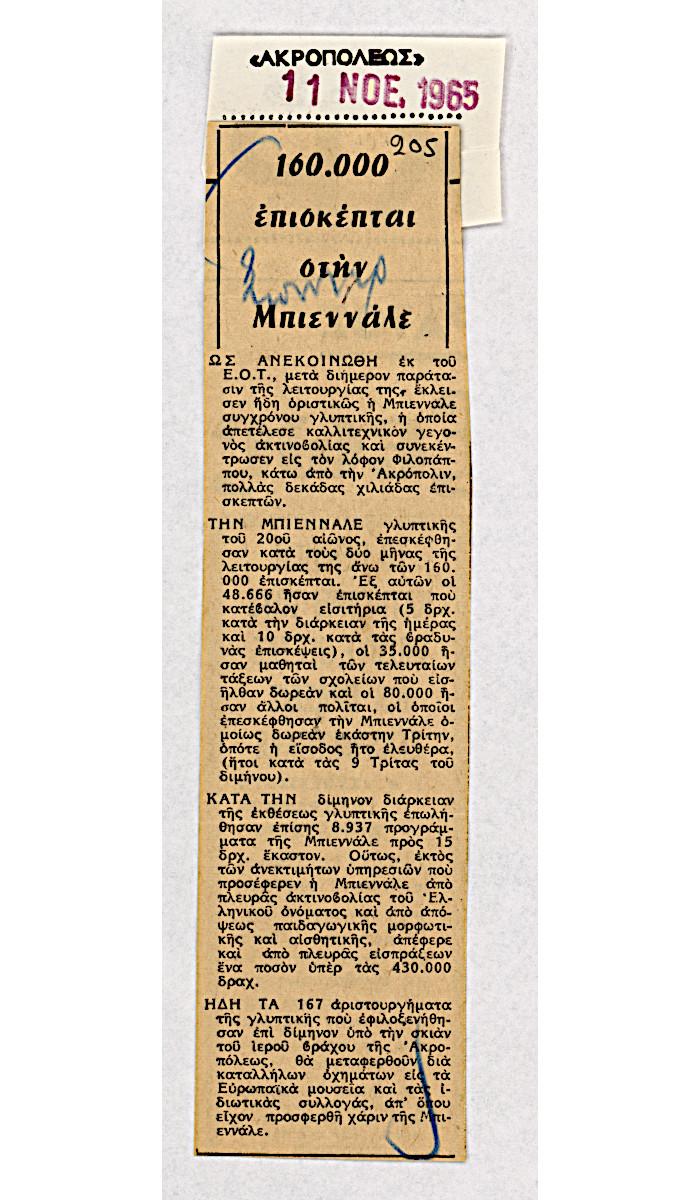 «ΑΚΡΟΠΟΛΕΩΣ»
11 ΝΟΕ. 1965
205
160.000
ἐπισκέπται
στὴν
Μπιεννάλε
ΩΣ ΑΝΕΚΟΙΝΩΘΗ ἐκ τοῦ
Ε.Ο.Τ., μετὰ διήμερον παράτα-
σιν τῆς λειτουργίας της, ἔκλει-
σεν ἤδη ὁριστικῶς ἡ Μπιεννάλε
συγχρόνου γλυπτικῆς, ἡ ὁποία
ἀπετέλεσε καλλιτεχνικὸν γεγο-
νὸς ἀκτινοβολίας καὶ συνεκέν-
τρωσεν εἰς τὸν λόφον Φιλοπάπ-
που, κάτω ἀπὸ τὴν Ἀκρόπολιν,
πολλὰς δεκάδας χιλιάδας ἐπι-
σκεπτῶν.
ΤΗΝ ΜΠΙΕΝΝΑΛΕ γλυπτικῆς
τοῦ 20οῦ αἰῶνος, ἐπεσκέφθη-
σαν κατὰ τοὺς δύο μῆνας τῆς
λειτουργίας της ἄνω τῶν 160.
000 ἐπισκέπται. Ἐξ αὐτῶν οἱ
48.666 ἦσαν ἐπισκέπται ποὺ
κατέβαλον εἰσιτήρια (5 δρχ.
κατὰ τὴν διάρκειαν τῆς ἡμέρας
καὶ 10 δρχ. κατὰ τὰς βραδυ-
νὰς ἐπισκέψεις), οἱ 35.000 ἦ-
σαν μαθηταὶ τῶν τελευταίων
τάξεων τῶν σχολείων ποὺ εἰσ-
ῆλθαν δωρεὰν καὶ οἱ 80.000 ἦ-
σαν ἄλλοι πολῖται, οἱ ὁποῖοι
ἐπεσκέφθησαν τὴν Μπιεννάλε ὁ-
μοίως δωρεὰν ἑκάστην Τρίτην,
ὁπότε ἡ εἴσοδος ἦτο ἐλευθέρα,
(ἤτοι κατὰ τὰς 9 Τρίτας τοῦ
διμήνου).
ΚΑΤΑ ΤΗΝ δίμηνον διάρκειαν
τῆς ἐκθέσεως γλυπτικῆς ἐπωλή-
θησαν ἐπίσης 8.937 προγράμ-
ματα τῆς Μπιεννάλε πρὸς 15
δρχ. ἕκαστον. Οὕτως, ἐκτὸς
τῶν ἀνεκτιμήτων ὑπηρεσιῶν ποὺ
προσέφερεν ἡ Μπιεννάλε ἀπὸ
πλευρᾶς ἀκτινοβολίας τοῦ Ἑλ-
ληνικοῦ ὀνόματος καὶ ἀπὸ ἀπό-
ψεως παιδαγωγικῆς μορφωτι-
κῆς καὶ αἰσθητικῆς, ἀπέφερε
καὶ ἀπὸ πλευρᾶς εἰσπράξεων
ἕνα ποσὸν ὑπὲρ τὰς 430.000
δραχ.
ΗΔΗ ΤΑ 167 ἀριστουργήματα
τῆς γλυπτικῆς ποὺ ἐφιλοξενήθη-
σαν ἐπὶ δίμηνον ὑπὸ τὴν σκιὰν
τοῦ Ἱεροῦ βράχου τῆς Ἀκρο-
πόλεως, θὰ μεταφερθοῦν διὰ
καταλλήλων ὀχημάτων εἰς τὰ
Εὐρωπαϊκὰ μουσεῖα καὶ τὰς ἰ-
διωτικὰς συλλογάς, ἀπ' ὅπου
εἶχον προσφερθῆ χάριν τῆς Μπι-
εννάλε.